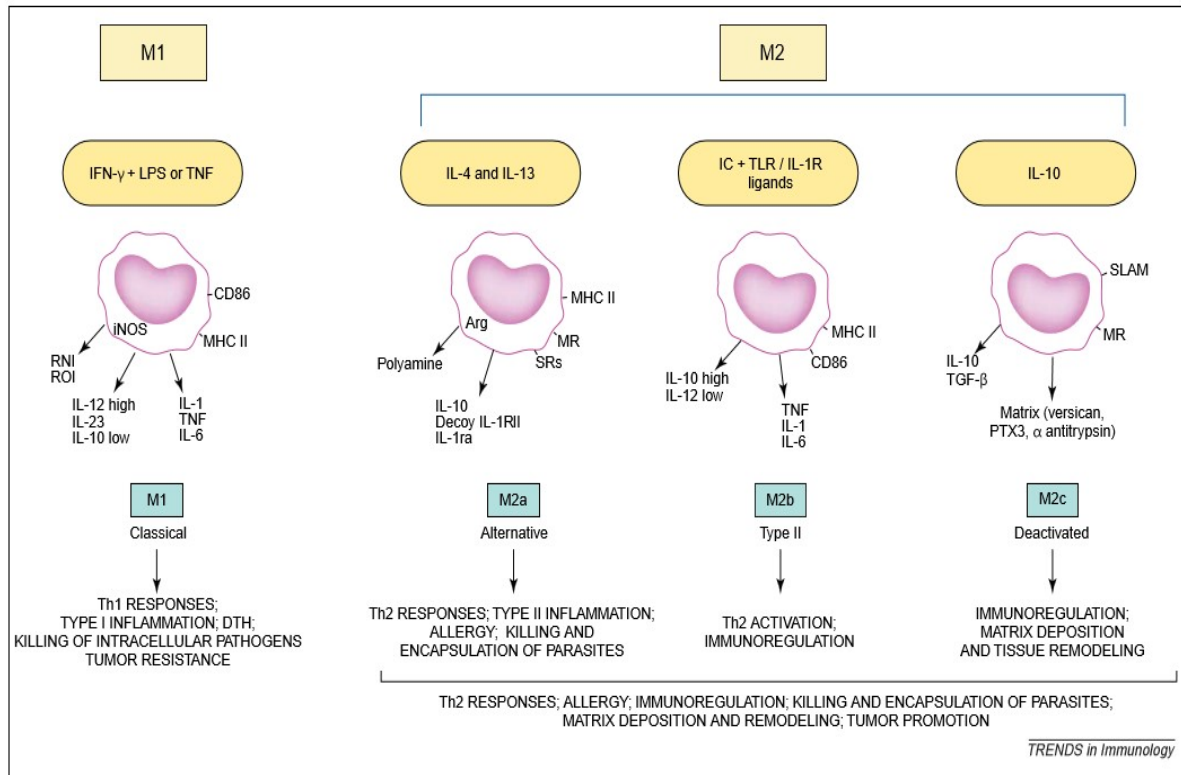 M1
M2
IFN-γ + LPS or TNF
IL-4 and IL-13
IC + TLR / IL-1R
ligands
IL-10
CD86
iNOS
MHC II
RNI
ROI
IL-12 high
IL-23
IL-10 low
IL-1
TNF
IL-6
MHC II
Arg
MR
SRs
Polyamine
IL-10
Decoy IL-1RII
IL-1ra
MHC II
CD86
IL-10 high
IL-12 low
TNF
IL-1
IL-6
SLAM
MR
IL-10
TGF-β
Matrix (versican,
PTX3, α antitrypsin)
M1
Classical
M2a
Alternative
M2b
Type II
M2c
Deactivated
Th1 RESPONSES;
TYPE I INFLAMMATION; DTH;
KILLING OF INTRACELLULAR PATHOGENS
TUMOR RESISTANCE
Th2 RESPONSES; TYPE II INFLAMMATION;
ALLERGY; KILLING AND
ENCAPSULATION OF PARASITES
Th2 ACTIVATION;
IMMUNOREGULATION
IMMUNOREGULATION;
MATRIX DEPOSITION
AND TISSUE REMODELING
Th2 RESPONSES; ALLERGY; IMMUNOREGULATION; KILLING AND ENCAPSULATION OF PARASITES;
MATRIX DEPOSITION AND REMODELING; TUMOR PROMOTION
TRENDS in Immunology